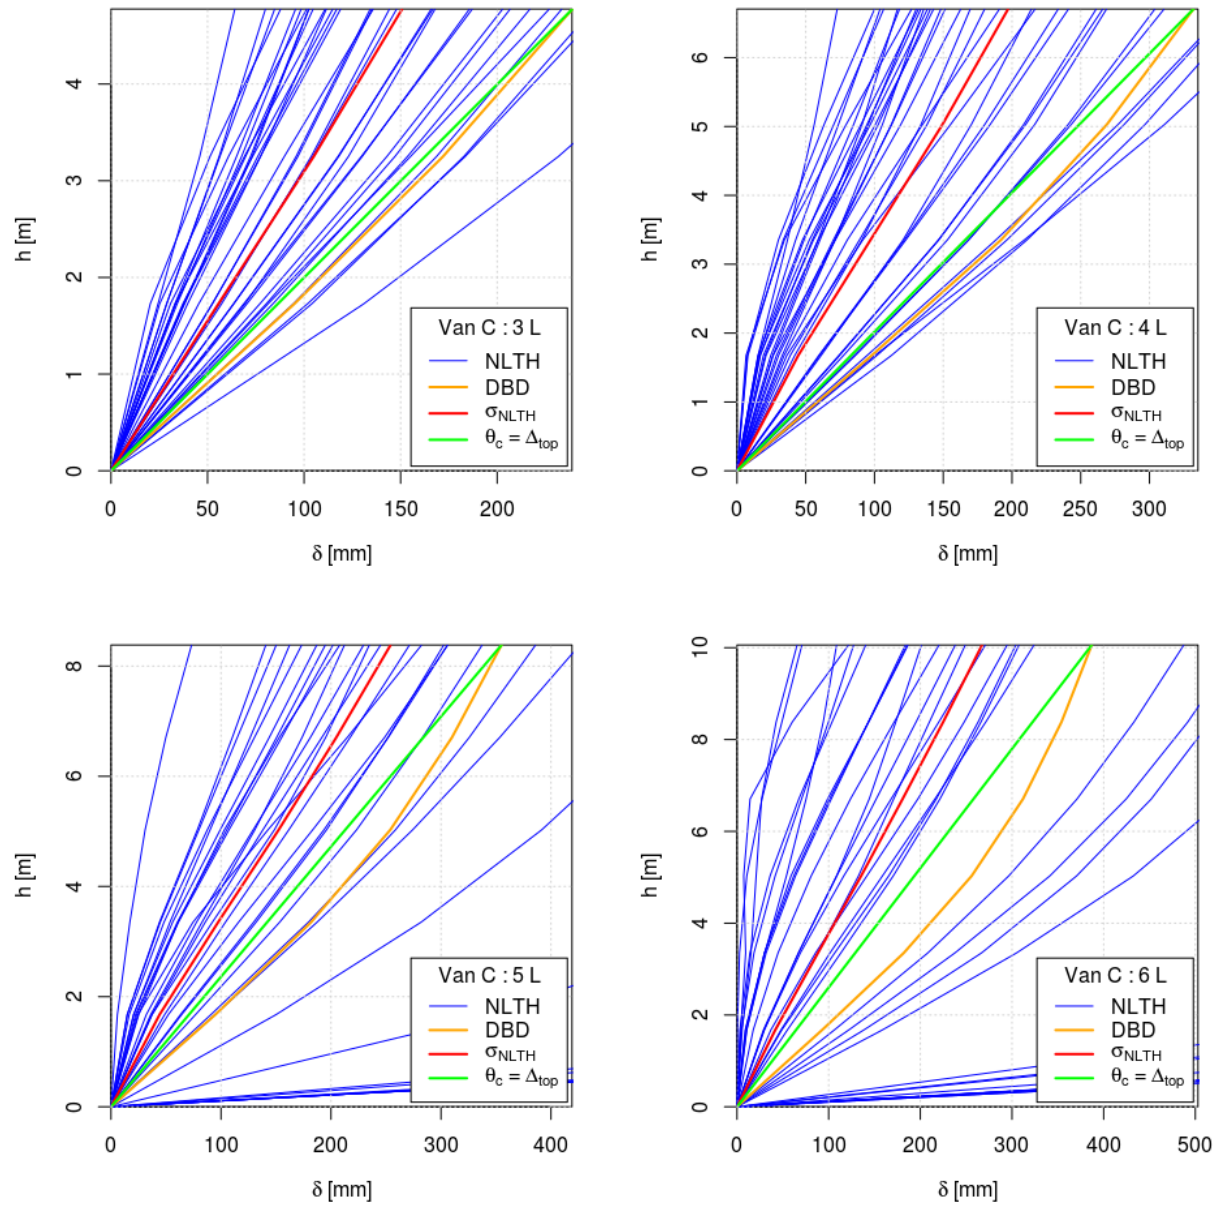 h [m]
0 1 2 3 4
0 50 100 150 200
δ [mm]
Van C : 3 L
NLTH
DBD
σNLTH
θc = Δtop
h [m]
0 1 2 3 4 5 6
0 50 100 150 200 250 300
δ [mm]
Van C : 4 L
NLTH
DBD
σNLTH
θc = Δtop
h [m]
0 2 4 6 8
0 100 200 300 400
δ [mm]
Van C : 5 L
NLTH
DBD
σNLTH
θc = Δtop
h [m]
0 2 4 6 8 10
0 100 200 300 400 500
δ [mm]
Van C : 6 L
NLTH
DBD
σNLTH
θc = Δtop